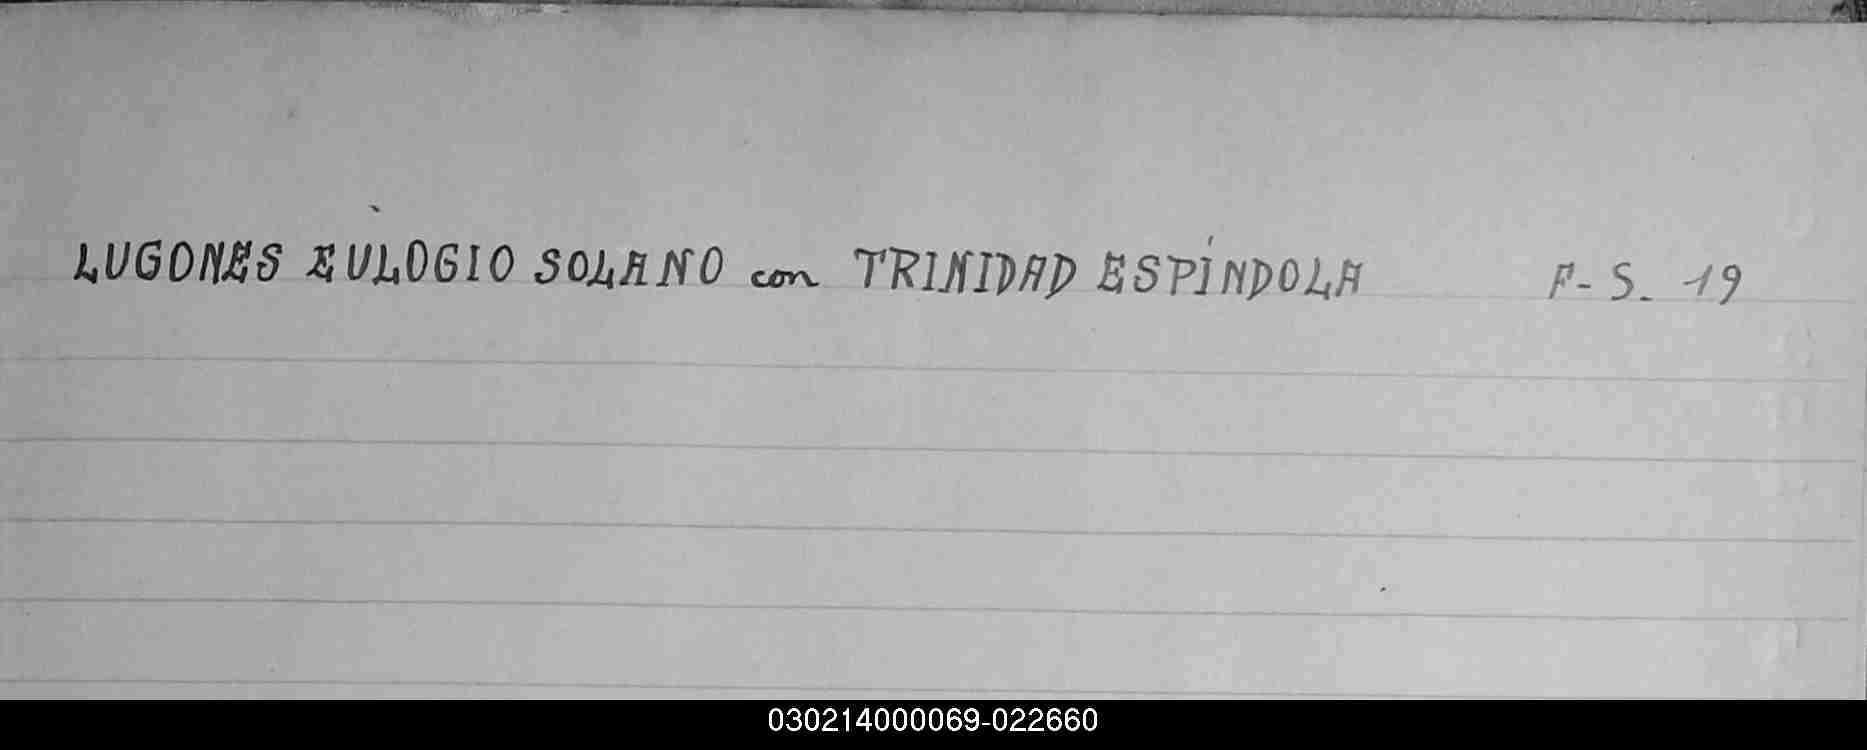 LUGONES EULOGIO SOLANO con TRINIDAD ESPÍNDOLA F-S. 19
030214000069-022660